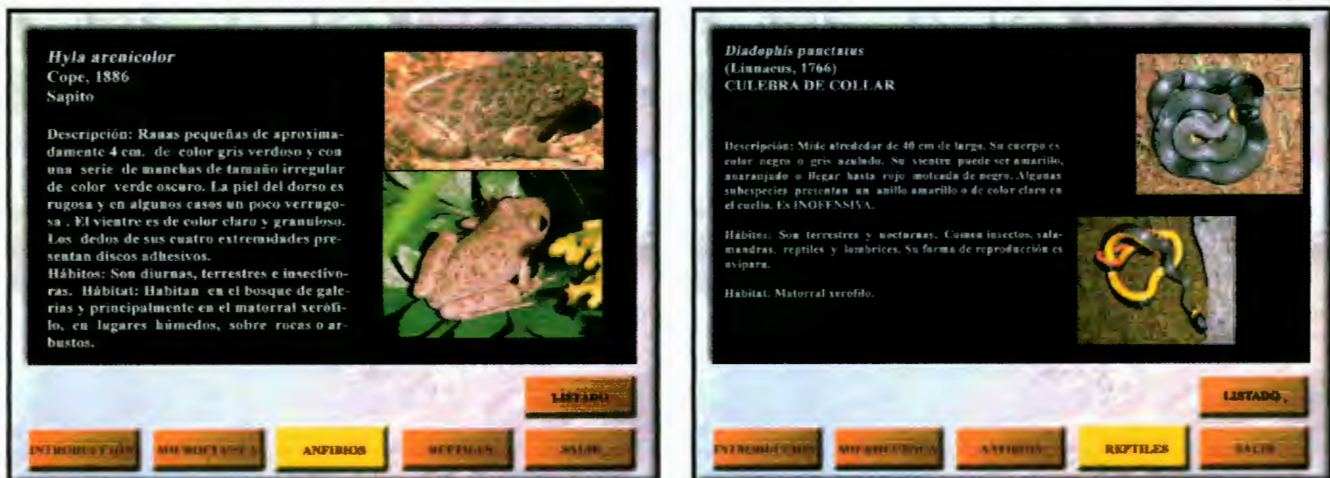 Hyla arenicolor
Cope, 1886
Sapito
Descripción: Ranas pequeñas de aproxima-
damente 4 cm. de color gris verdoso y con
una serie de manchas de tamaño irregular
de color verde oscuro. La piel del dorso es
rugosa y en algunos casos un poco verrugo-
sa . El vientre es de color claro y granuloso.
Los dedos de sus cuatro extremidades pre-
sentan discos adhesivos.
Hábitos: Son diurnas, terrestres e insectivo-
ras. Hábitat: Habitan en el bosque de gale-
rias y principalmente en el matorral xerófi-
lo, en lugares húmedos, sobre rocas o ar-
bustos.
LISTADO
INTRODUCCIÓN
ANFIBIOS
REPTILES
SALIR
Diadophis punctatus
(Linnaeus, 1766)
CULEBRA DE COLLAR
Descripción: Mide alrededor de 40 cm de largo. Su cuerpo es
color negro o gris azulado. Su vientre puede ser amarillo,
anaranjado o llegar hasta rojo moteada de negro. Algunas
subespecies presentan un anillo amarillo o de color claro en
el cuello. Es INOFENSIVA.
Hábitos: Son terrestres y nocturnas. Comen insectos, sala-
mandras, reptiles y lombrices. Su forma de reproducción es
ovípara.
Hábitat: Matorral xerófilo.
LISTADO
INTRODUCCIÓN
ANFIBIOS
REPTILES
SALIR